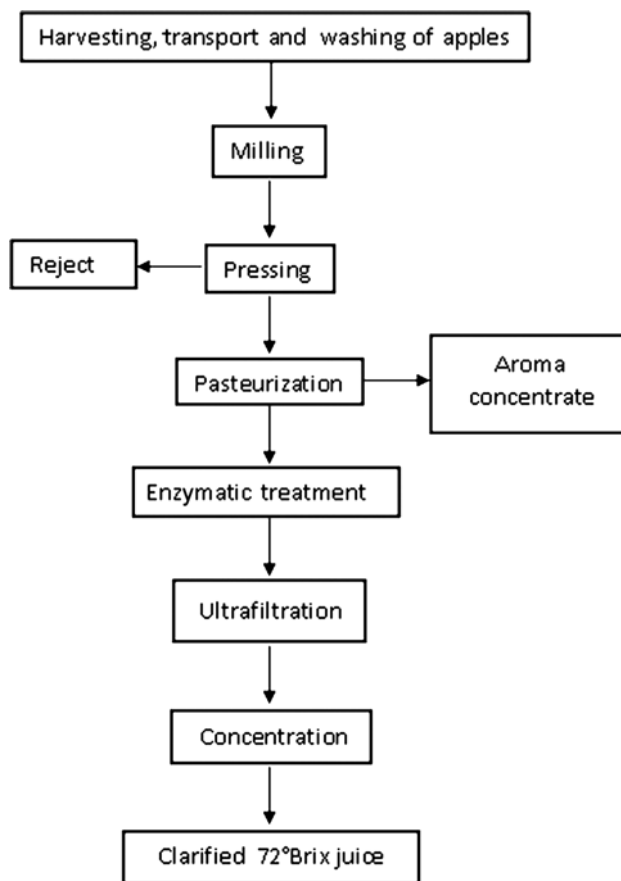 Harvesting, transport and washing of apples
Milling
Reject
Pressing
Pasteurization
Aroma
concentrate
Enzymatic treatment
Ultrafiltration
Concentration
Clarified 72°Brix juice